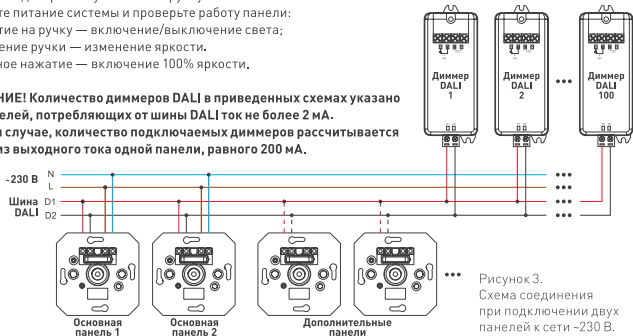 те питание системы и проверьте работу панели:
тие на ручку — включение/выключение света;
ение ручки — изменение яркости.
ное нажатие — включение 100% яркости.
НИЕ! Количество диммеров DALI в приведенных схемах указано
елей, потребляющих от шины DALI ток не более 2 мА.
случае, количество подключаемых диммеров рассчитывается
из выходного тока одной панели, равного 200 мА.
Диммер
DALI
1
Диммер
DALI
2
•••
Диммер
DALI
100
~230 В
N
L
Шина
DALI
D1
D2
•••
•••
•••
•••
Основная
панель 1
Основная
панель 2
Дополнительные
панели
Рисунок 3.
Схема соединения
при подключении двух
панелей к сети ~230 В.